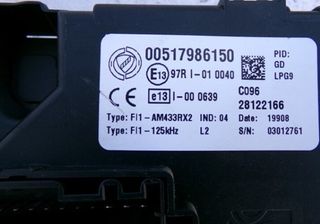 00517986150
PID:
GD
LPG9
E13 97R I-01 0040
CE e13 I-00 0639
C096
28122166
Type: FI1-AM433RX2 IND: 04 Date: 19908
Type: FI1-125kHz L2 S/N: 03012761